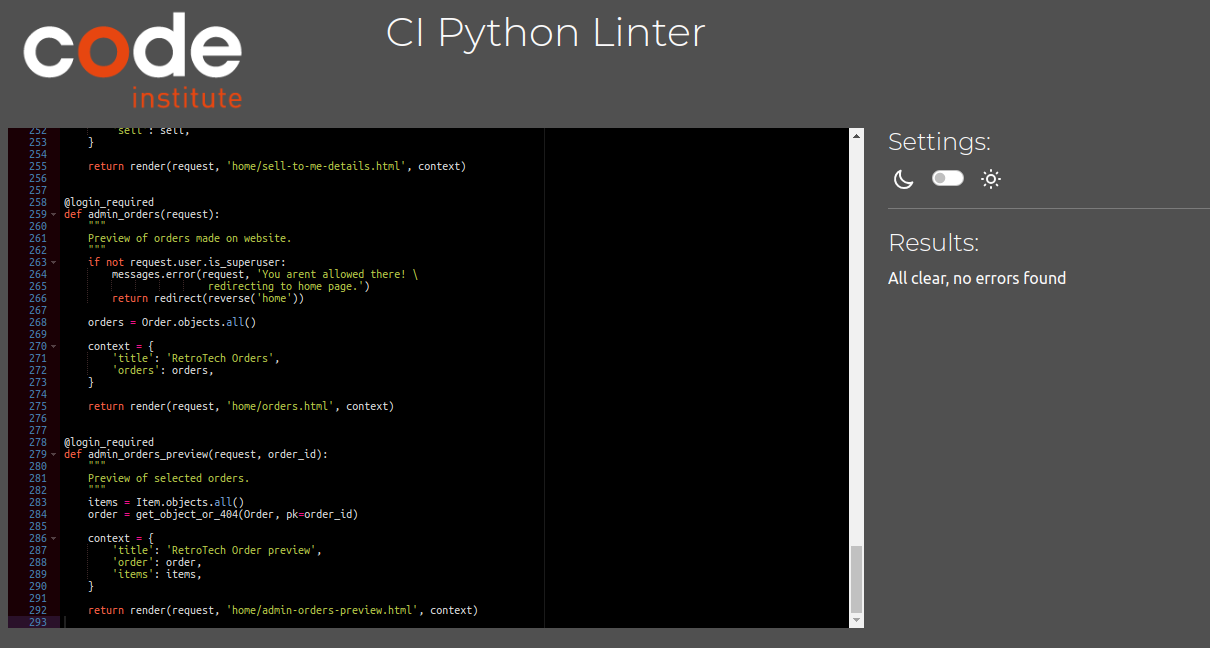 code
institute
CI Python Linter
252 'sell': sell,
253 }
254
255 return render(request, 'home/sell-to-me-details.html', context)
256
257
258 @login_required
259 def admin_orders(request):
260 """
261 Preview of orders made on website.
262 """
263 if not request.user.is_superuser:
264 messages.error(request, 'You arent allowed there! \
265 redirecting to home page.')
266 return redirect(reverse('home'))
267
268 orders = Order.objects.all()
269
270 context = {
271 'title': 'RetroTech Orders',
272 'orders': orders,
273 }
274
275 return render(request, 'home/orders.html', context)
276
277
278 @login_required
279 def admin_orders_preview(request, order_id):
280 """
281 Preview of selected orders.
282 """
283 items = Item.objects.all()
284 order = get_object_or_404(Order, pk=order_id)
285
286 context = {
287 'title': 'RetroTech Order preview',
288 'order': order,
289 'items': items,
290 }
291
292 return render(request, 'home/admin-orders-preview.html', context)
293
Settings:
Results:
All clear, no errors found